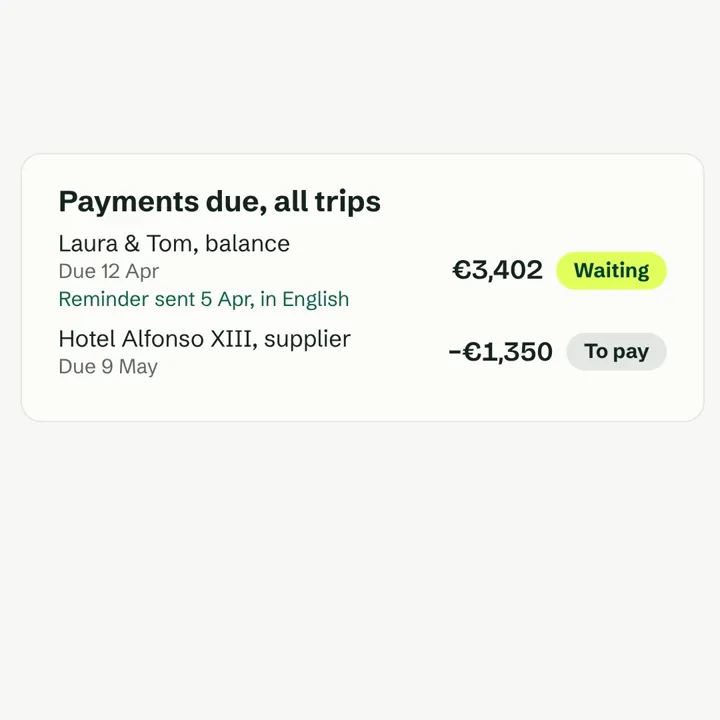 Payments due, all trips
Laura & Tom, balance
Due 12 Apr
€3,402
Waiting
Reminder sent 5 Apr, in English
Hotel Alfonso XIII, supplier
Due 9 May
−€1,350
To pay